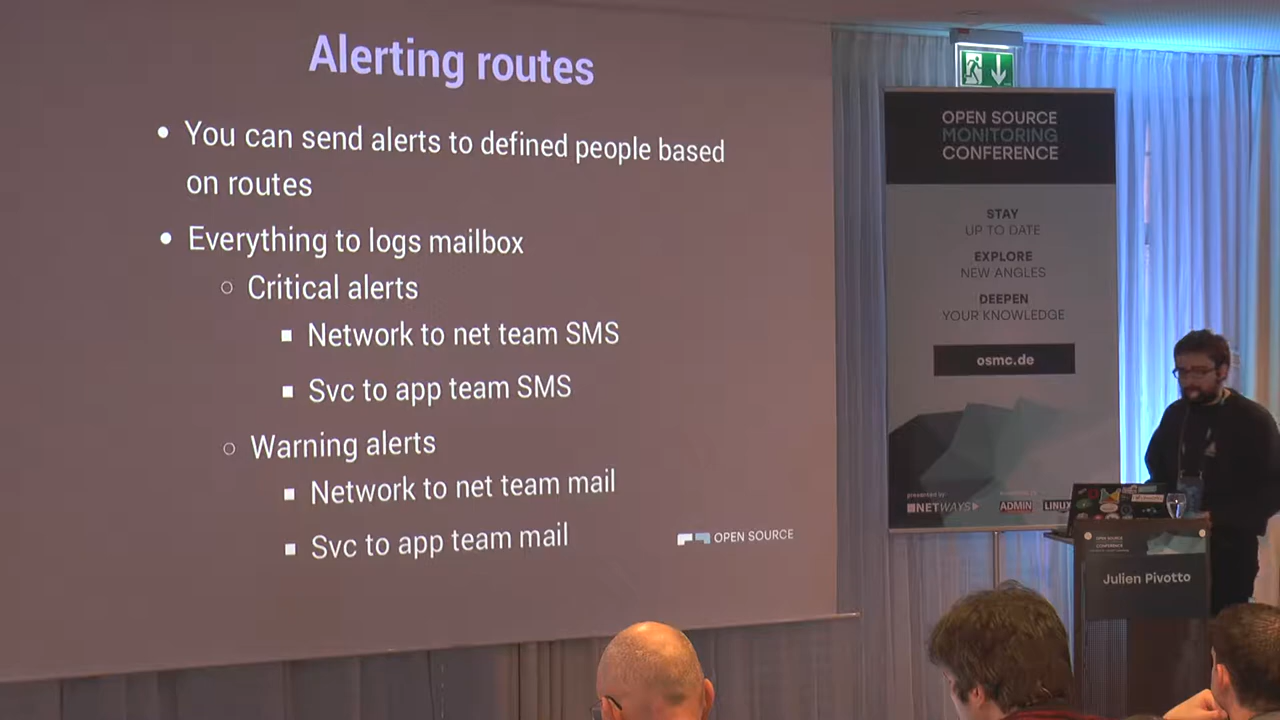 Alerting routes
• You can send alerts to defined people based
on routes
• Everything to logs mailbox
○ Critical alerts
▪ Network to net team SMS
▪ Svc to app team SMS
○ Warning alerts
▪ Network to net team mail
▪ Svc to app team mail
OPEN SOURCE
OPEN SOURCE
MONITORING
CONFERENCE
STAY
UP TO DATE
EXPLORE
NEW ANGLES
DEEPEN
YOUR KNOWLEDGE
osmc.de
presented by
NETWAYS
ADMIN
LINUX
Julien Pivotto